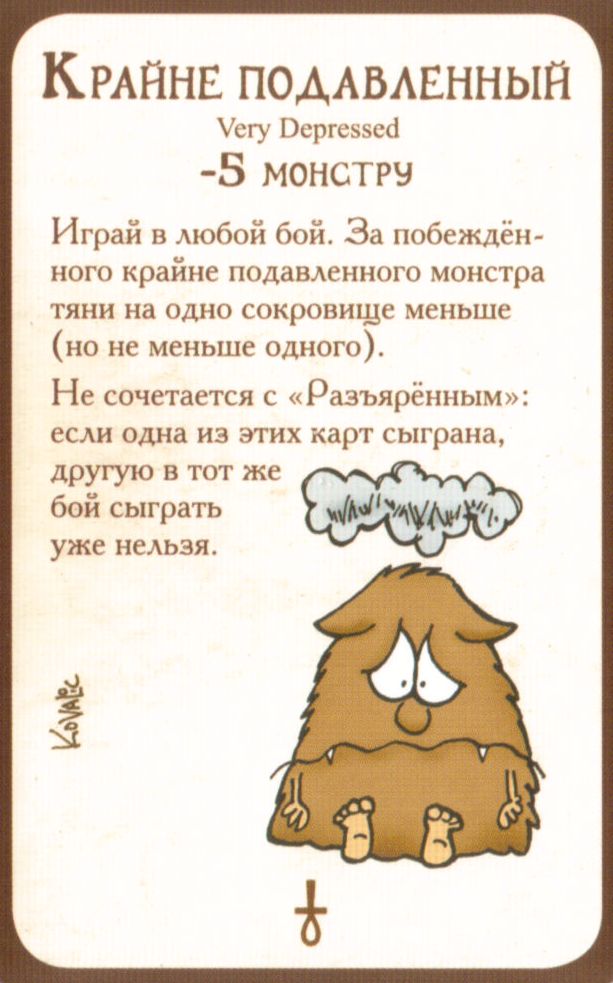 Крайне подавленный
Very Depressed
-5 монстру
Играй в любой бой. За побеждён-
ного крайне подавленного монстра
тяни на одно сокровище меньше
(но не меньше одного).
Не сочетается с «Разъярённым»:
если одна из этих карт сыграна,
другую в тот же
бой сыграть
уже нельзя.
Kovalic